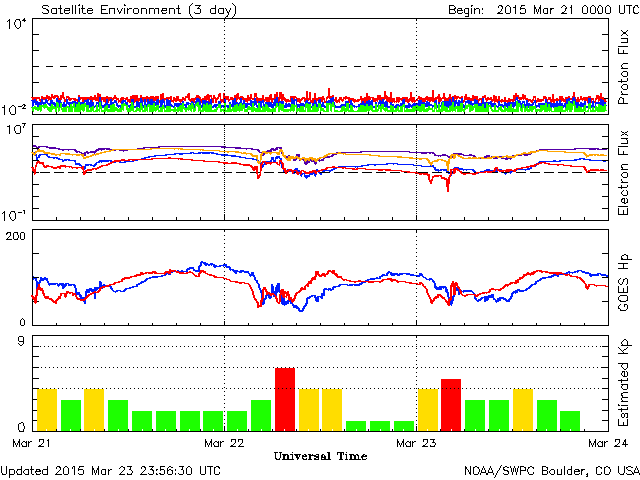 Satellite Environment (3 day)
Begin: 2015 Mar 21 0000 UTC
10^4
10^-2
Proton Flux
10^7
10^-1
Electron Flux
200
0
GOES Hp
9
0
Estimated Kp
Mar 21
Mar 22
Mar 23
Mar 24
Universal Time
Updated 2015 Mar 23 23:56:30 UTC
NOAA/SWPC Boulder, CO USA